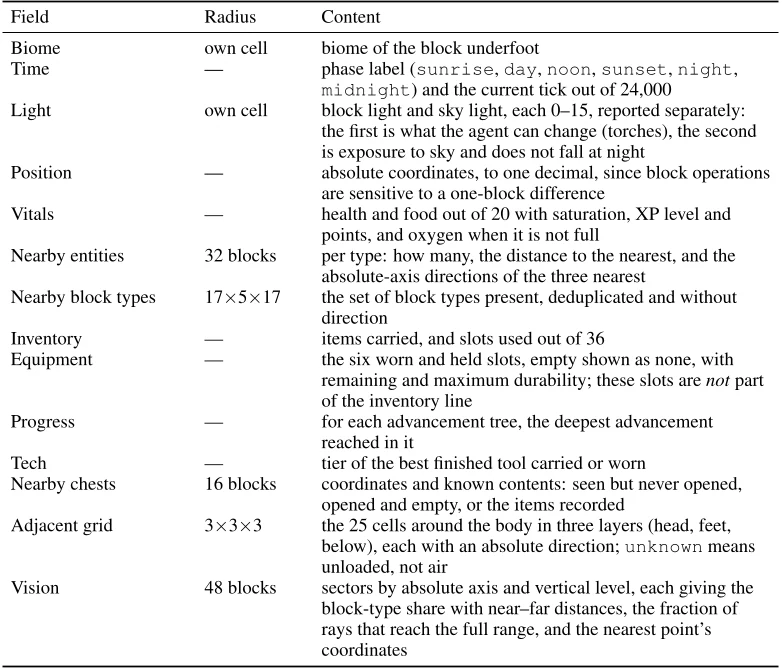 Field Radius Content
Biome own cell biome of the block underfoot
Time — phase label (sunrise, day, noon, sunset, night,
midnight) and the current tick out of 24,000
Light own cell block light and sky light, each 0–15, reported separately:
the first is what the agent can change (torches), the second
is exposure to sky and does not fall at night
Position — absolute coordinates, to one decimal, since block operations
are sensitive to a one-block difference
Vitals — health and food out of 20 with saturation, XP level and
points, and oxygen when it is not full
Nearby entities 32 blocks per type: how many, the distance to the nearest, and the
absolute-axis directions of the three nearest
Nearby block types 17×5×17 the set of block types present, deduplicated and without
direction
Inventory — items carried, and slots used out of 36
Equipment — the six worn and held slots, empty shown as none, with
remaining and maximum durability; these slots are not part
of the inventory line
Progress — for each advancement tree, the deepest advancement
reached in it
Tech — tier of the best finished tool carried or worn
Nearby chests 16 blocks coordinates and known contents: seen but never opened,
opened and empty, or the items recorded
Adjacent grid 3×3×3 the 25 cells around the body in three layers (head, feet,
below), each with an absolute direction; unknown means
unloaded, not air
Vision 48 blocks sectors by absolute axis and vertical level, each giving the
block-type share with near–far distances, the fraction of
rays that reach the full range, and the nearest point's
coordinates